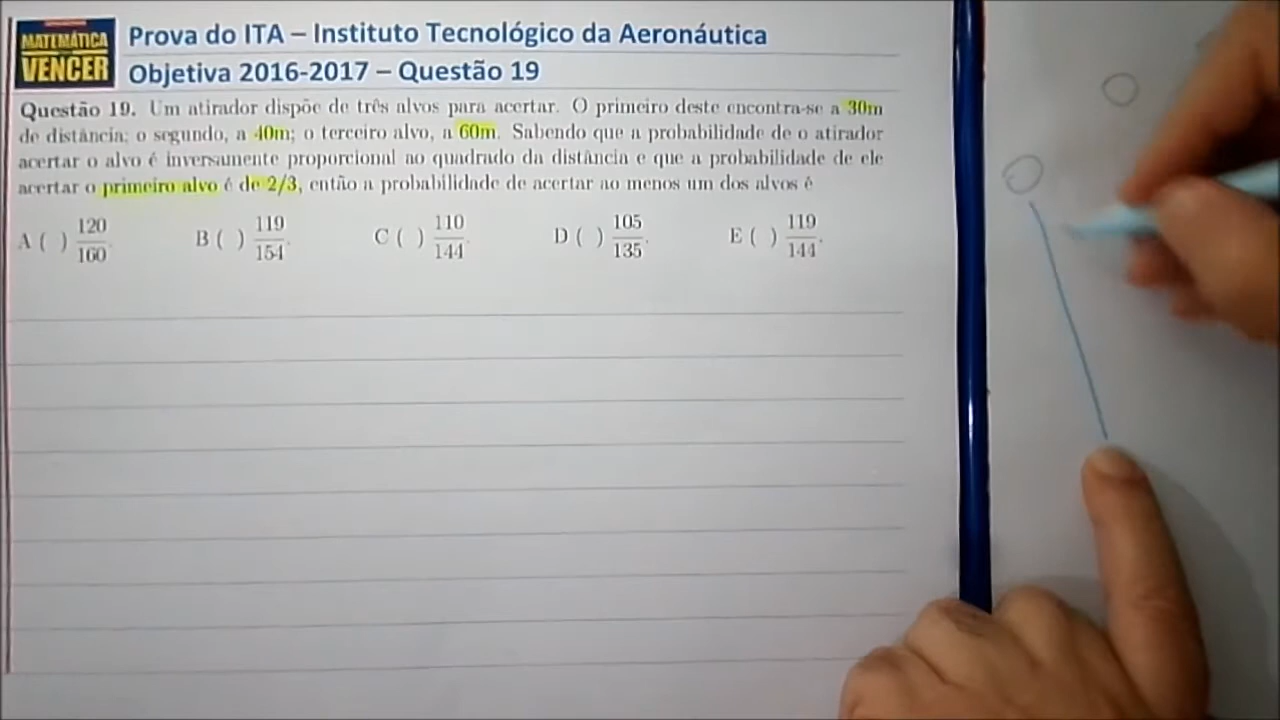 MATEMÁTICA
VENCER
Prova do ITA – Instituto Tecnológico da Aeronáutica
Objetiva 2016-2017 – Questão 19
Questão 19. Um atirador dispõe de três alvos para acertar. O primeiro deste encontra-se a 30m
de distância; o segundo, a 40m; o terceiro alvo, a 60m. Sabendo que a probabilidade de o atirador
acertar o alvo é inversamente proporcional ao quadrado da distância e que a probabilidade de ele
acertar o primeiro alvo é de 2/3, então a probabilidade de acertar ao menos um dos alvos é
A ( ) 120/160. B ( ) 119/154. C ( ) 110/144. D ( ) 105/135. E ( ) 119/144.